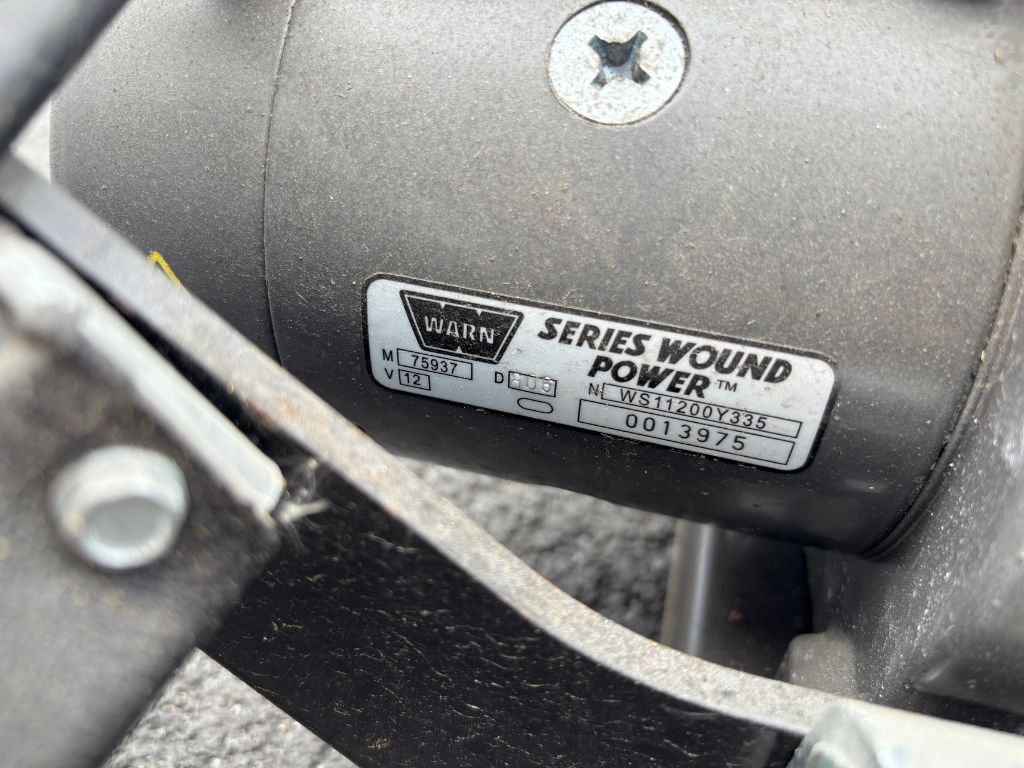 WARN
SERIES WOUND
POWER™
M 75937
V 12
D
N WS11200Y335
0013975